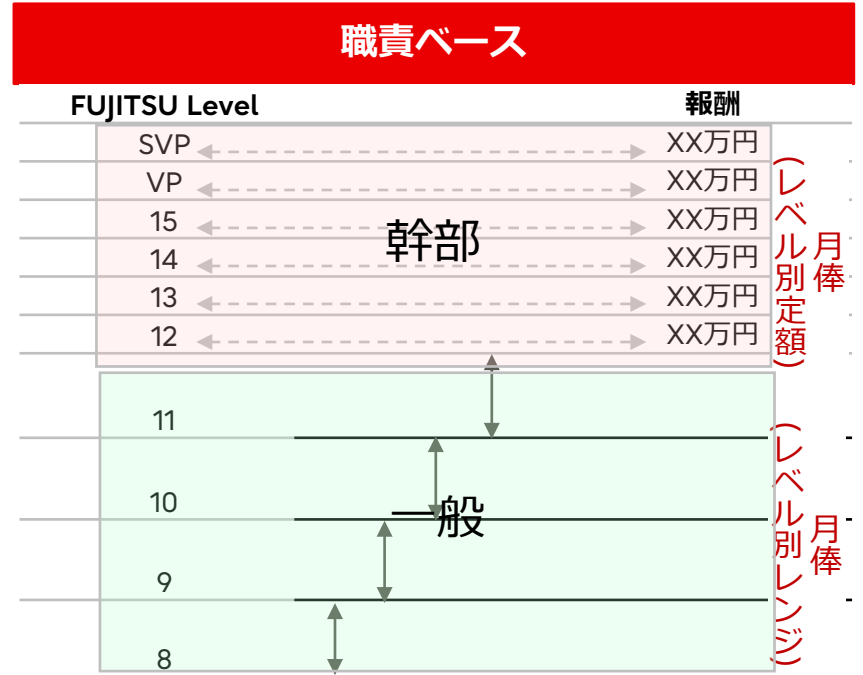 職責ベース
FUJITSU Level 報酬
SVP XX万円
VP XX万円
15 XX万円
14 XX万円
13 XX万円
12 XX万円
幹部
月俸
(レベル別定額)
11
10
9
8
一般
月俸
(レベル別レンジ)